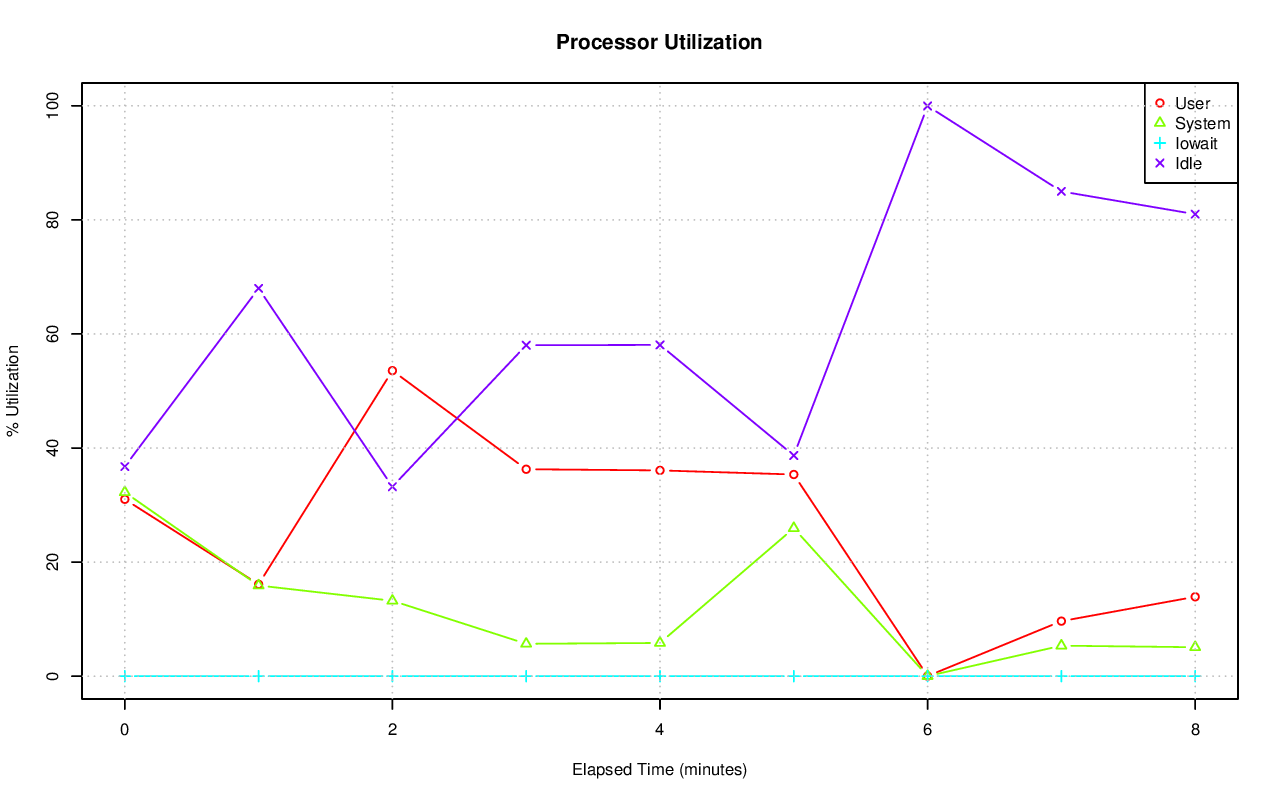 Processor Utilization
User
System
Iowait
Idle
% Utilization
100
80
60
40
20
0
0 2 4 6 8
Elapsed Time (minutes)